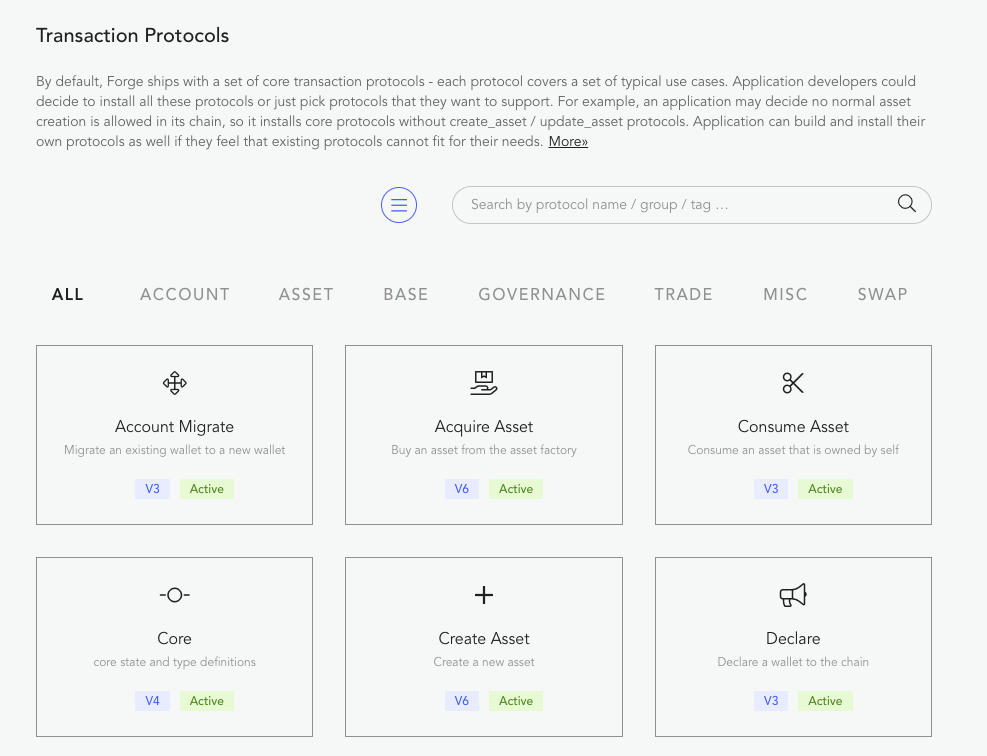 Transaction Protocols
By default, Forge ships with a set of core transaction protocols - each protocol covers a set of typical use cases. Application developers could
decide to install all these protocols or just pick protocols that they want to support. For example, an application may decide no normal asset
creation is allowed in its chain, so it installs core protocols without create_asset / update_asset protocols. Application can build and install their
own protocols as well if they feel that existing protocols cannot fit for their needs. More»
Search by protocol name / group / tag ...
ALL ACCOUNT ASSET BASE GOVERNANCE TRADE MISC SWAP
Account Migrate
Migrate an existing wallet to a new wallet
V3 Active
Acquire Asset
Buy an asset from the asset factory
V6 Active
Consume Asset
Consume an asset that is owned by self
V3 Active
Core
core state and type definitions
V4 Active
Create Asset
Create a new asset
V6 Active
Declare
Declare a wallet to the chain
V3 Active